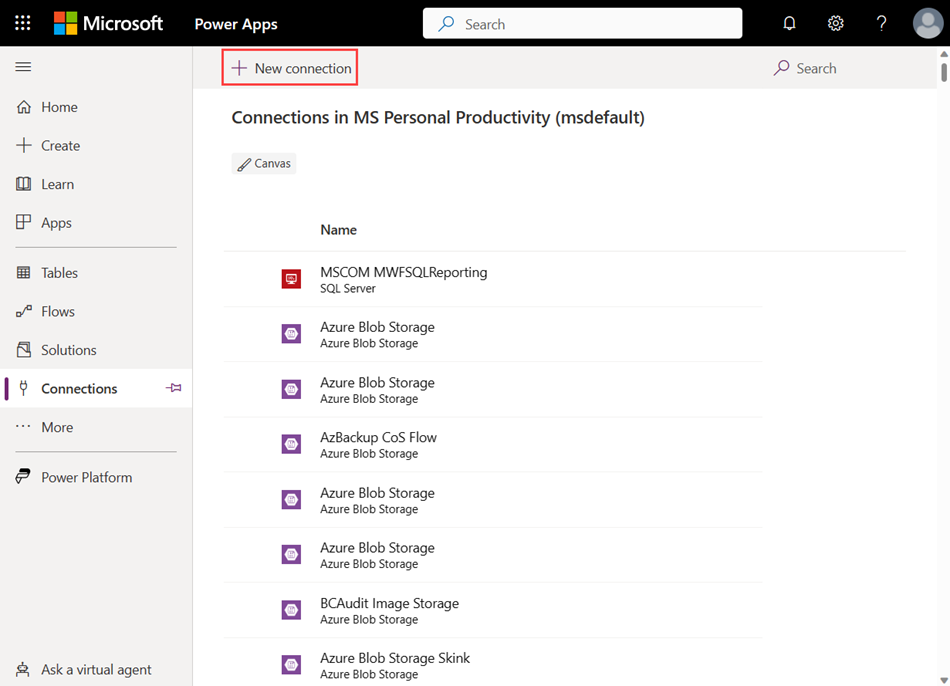 Microsoft
Power Apps
Search
?
New connection
Search
Home
Create
Learn
Apps
Tables
Flows
Solutions
Connections
More
Power Platform
Ask a virtual agent
Connections in MS Personal Productivity (msdefault)
Canvas
Name
MSCOM MWFSQLReporting
SQL Server
Azure Blob Storage
Azure Blob Storage
Azure Blob Storage
Azure Blob Storage
AzBackup CoS Flow
Azure Blob Storage
Azure Blob Storage
Azure Blob Storage
Azure Blob Storage
Azure Blob Storage
BCAudit Image Storage
Azure Blob Storage
Azure Blob Storage Skink
Azure Blob Storage